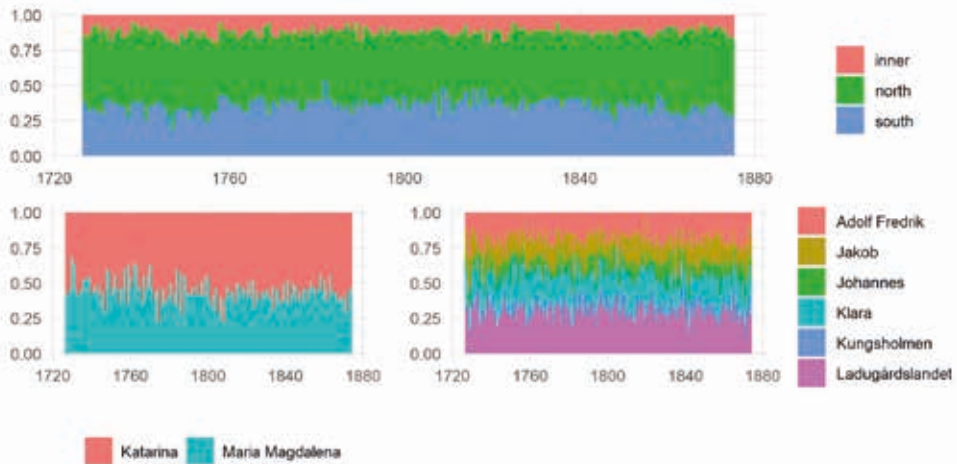 1.00
0.75
0.50
0.25
0.00
1720 1760 1800 1840 1880
inner
north
south
1.00
0.75
0.50
0.25
0.00
1720 1760 1800 1840 1880
Katarina Maria Magdalena
1.00
0.75
0.50
0.25
0.00
1720 1760 1800 1840 1880
Adolf Fredrik
Jakob
Johannes
Klara
Kungsholmen
Ladugårdslandet